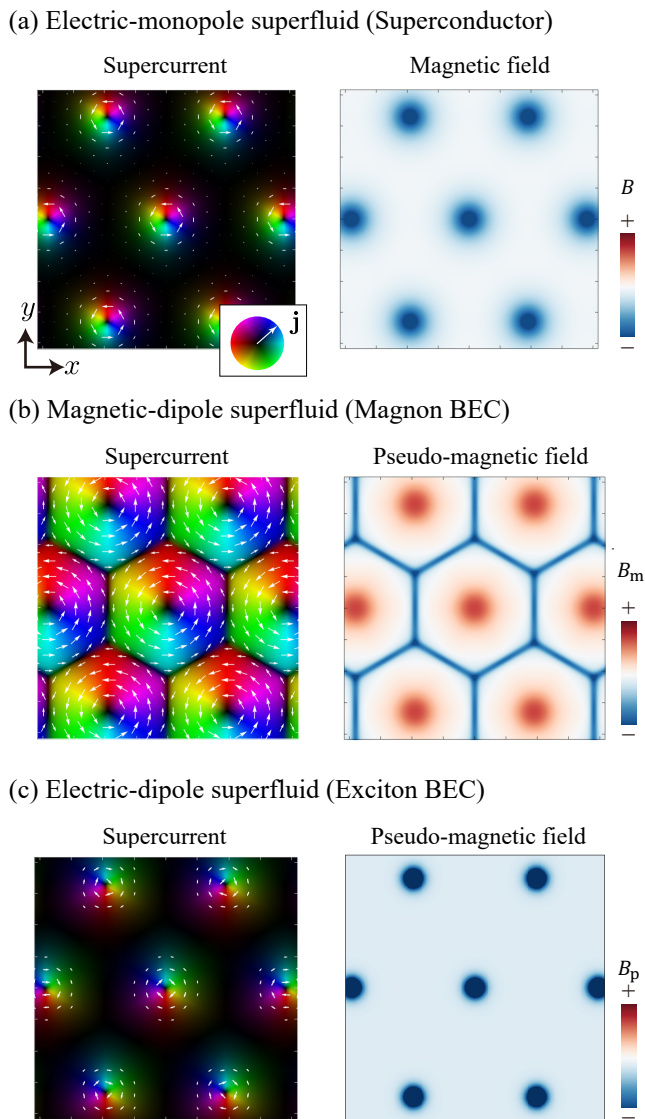 (a) Electric-monopole superfluid (Superconductor)
Supercurrent
Magnetic field
B
+
−
y
x
j
(b) Magnetic-dipole superfluid (Magnon BEC)
Supercurrent
Pseudo-magnetic field
Bm
+
−
(c) Electric-dipole superfluid (Exciton BEC)
Supercurrent
Pseudo-magnetic field
Bp
+
−